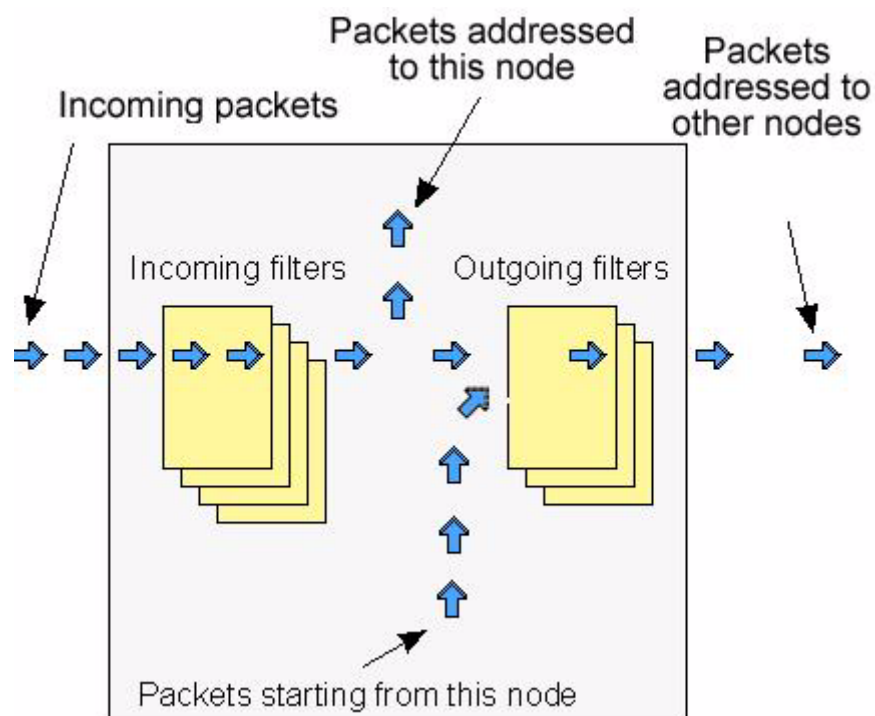 Packets addressed
to this node
Packets
addressed to
other nodes
Incoming packets
Incoming filters
Outgoing filters
Packets starting from this node